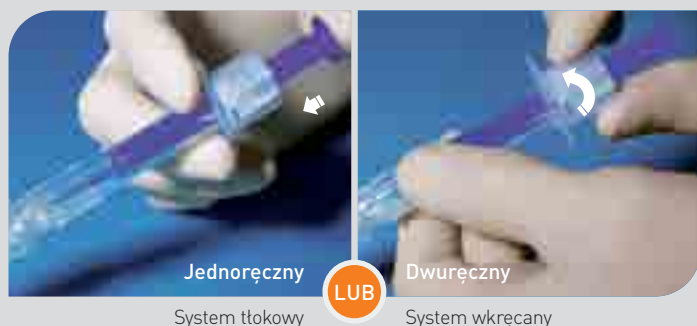 Jednoręczny
Dwuręczny
LUB
System tłokowy
System wkręcany